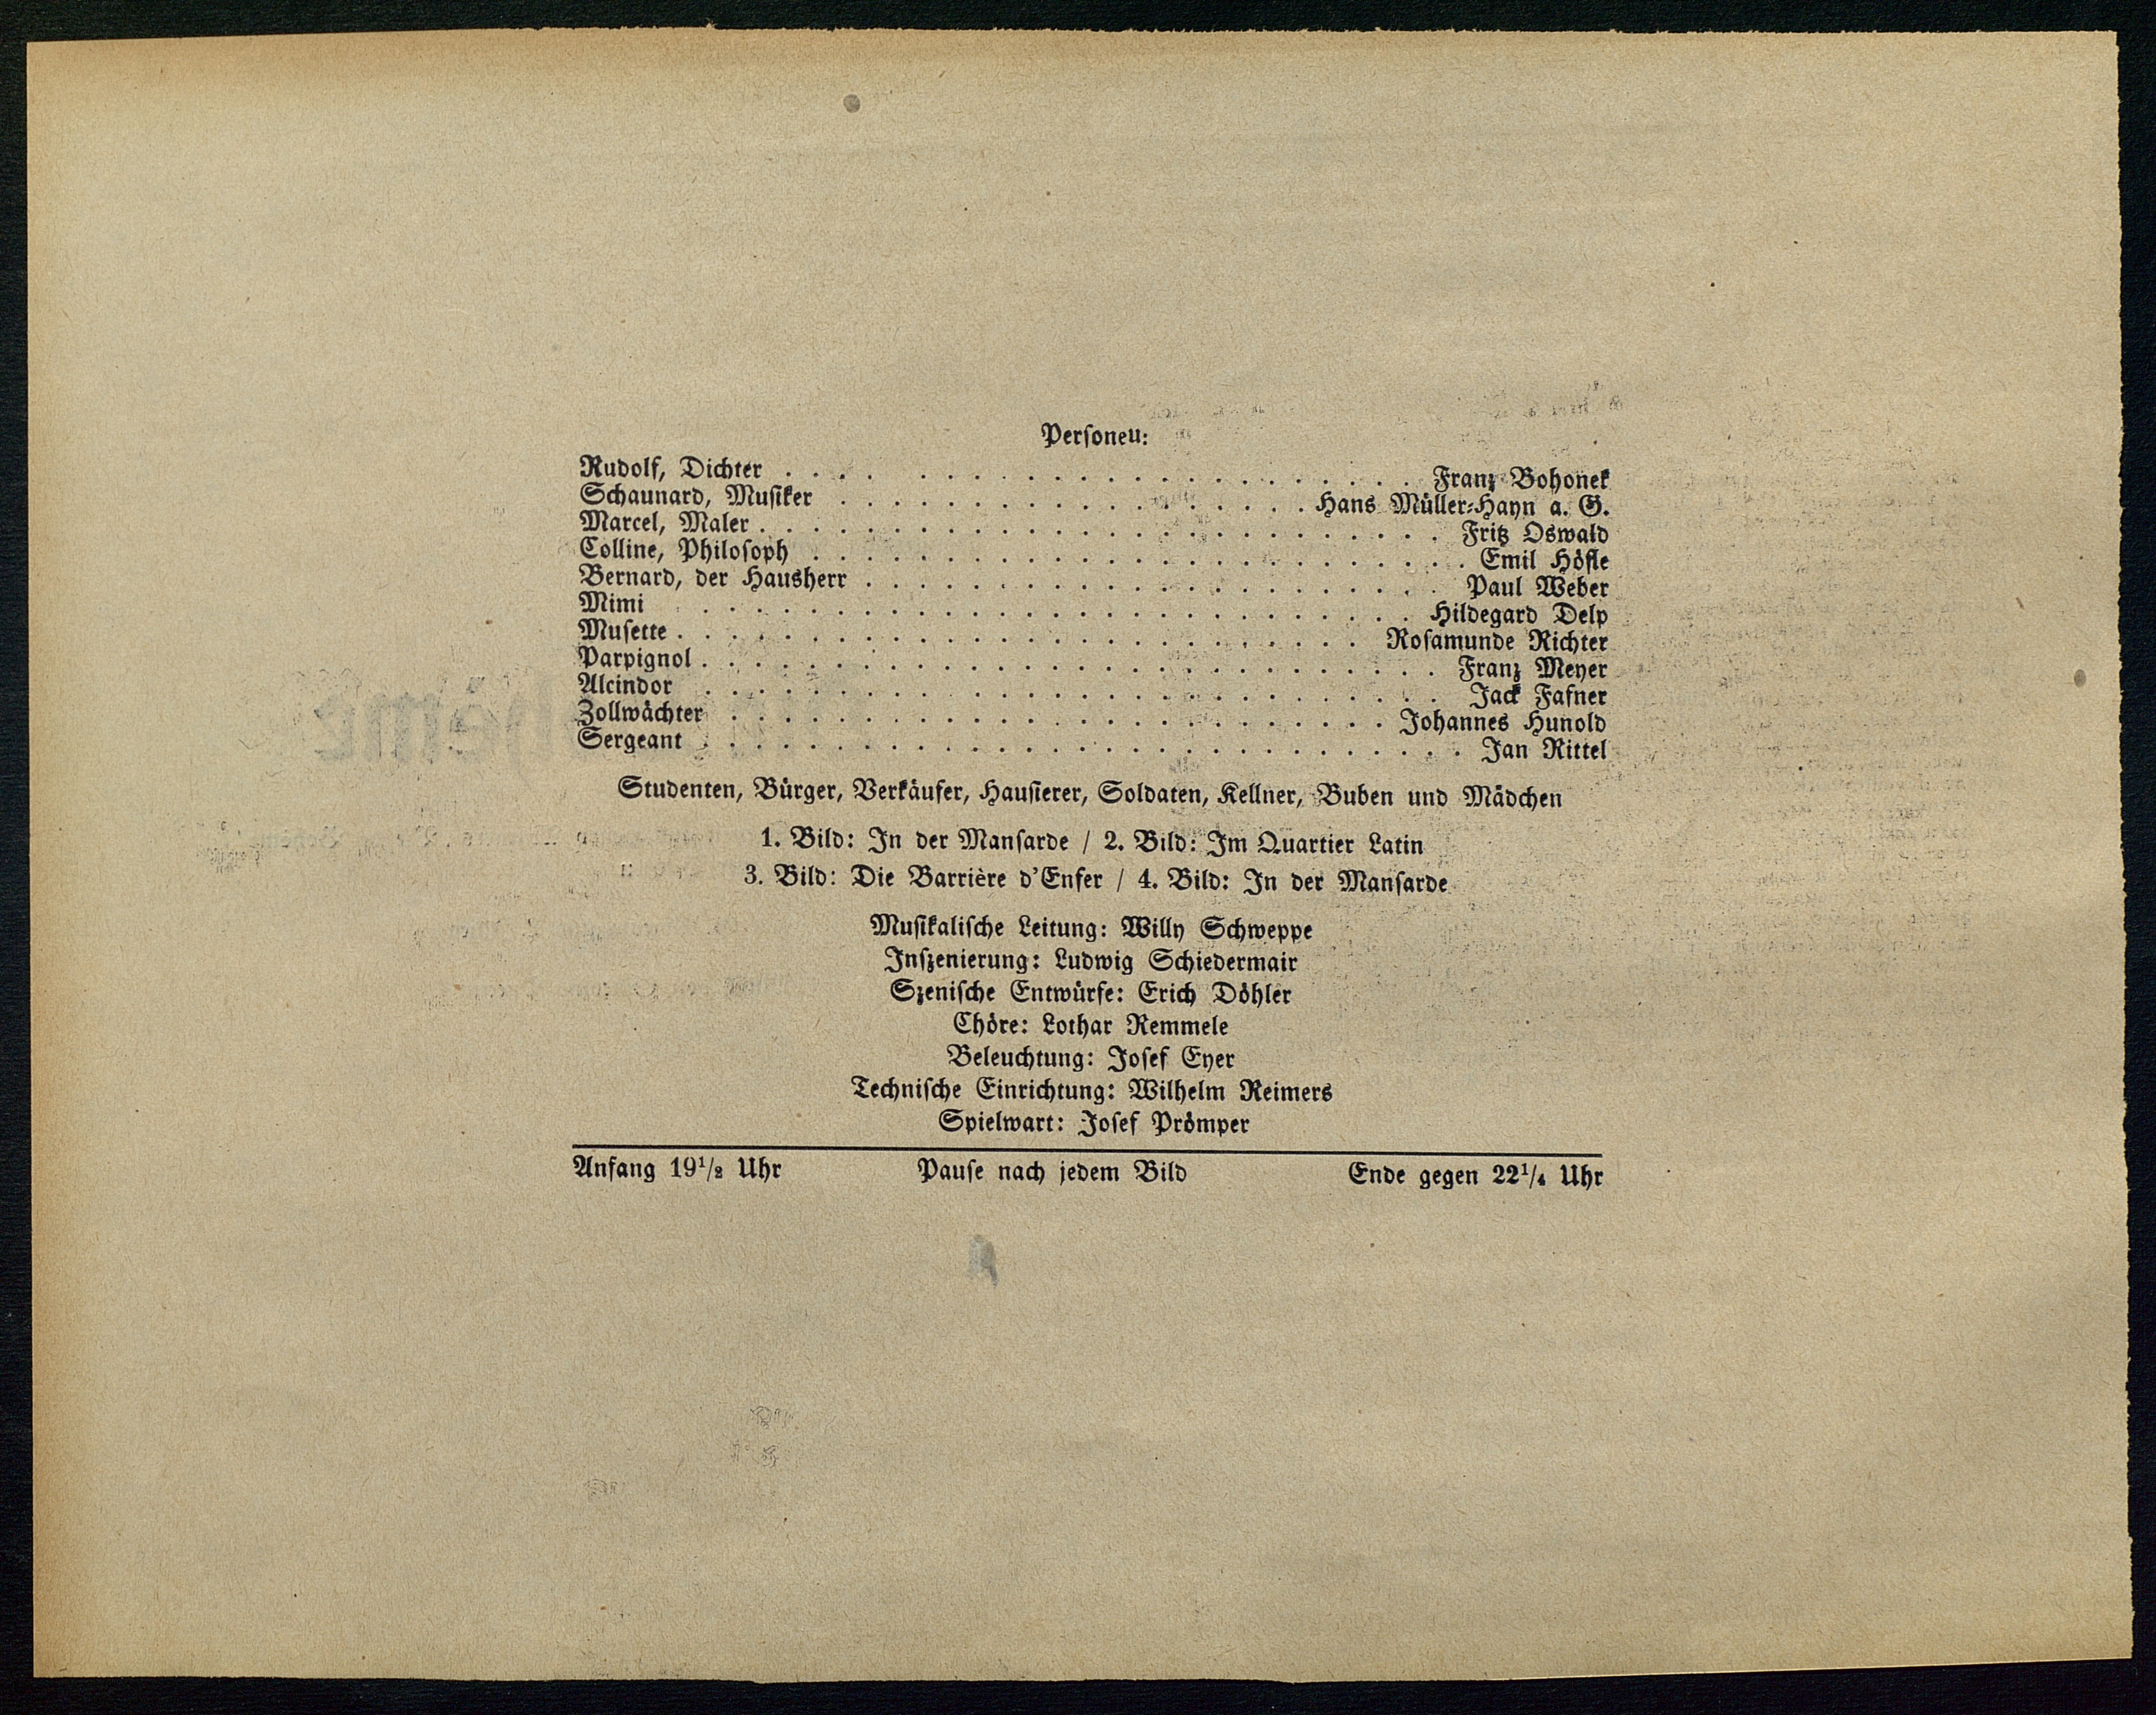 Personen:
Rudolf, Dichter . . . . . . . . . . . . . . . . . . . . . . . Franz Bohonek
Schaunard, Musiker . . . . . . . . . . . . . . . . . . Hans Müller-Hayn a. G.
Marcel, Maler . . . . . . . . . . . . . . . . . . . . . . . . . . Fritz Oswald
Colline, Philosoph . . . . . . . . . . . . . . . . . . . . . . . . . Emil Höfle
Bernard, der Hausherr . . . . . . . . . . . . . . . . . . . . . . Paul Weber
Mimi . . . . . . . . . . . . . . . . . . . . . . . . . . . Hildegard Delp
Musette . . . . . . . . . . . . . . . . . . . . . . . . . . Rosamunde Richter
Parpignol . . . . . . . . . . . . . . . . . . . . . . . . . . . . Franz Meyer
Alcindor . . . . . . . . . . . . . . . . . . . . . . . . . . . . Jack Fafner
Zollwächter . . . . . . . . . . . . . . . . . . . . . . . . . Johannes Hunold
Sergeant . . . . . . . . . . . . . . . . . . . . . . . . . . . . . Jan Rittel
Studenten, Bürger, Verkäufer, Hausierer, Soldaten, Kellner, Buben und Mädchen
1. Bild: In der Mansarde / 2. Bild: Im Quartier Latin
3. Bild: Die Barrière d'Enfer / 4. Bild: In der Mansarde
Musikalische Leitung: Willy Schweppe
Inszenierung: Ludwig Schiedermair
Szenische Entwürfe: Erich Döhler
Chöre: Lothar Remmele
Beleuchtung: Josef Eyer
Technische Einrichtung: Wilhelm Reimers
Spielwart: Josef Prömper
Anfang 19¹/₂ Uhr Pause nach jedem Bild Ende gegen 22¹/₄ Uhr